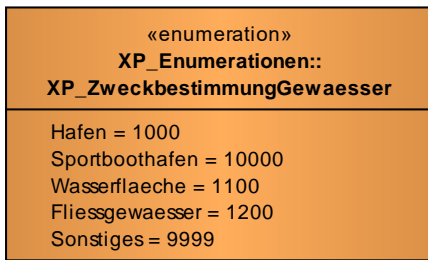 «enumeration»
XP_Enumerationen::
XP_ZweckbestimmungGewaesser
Hafen = 1000
Sportboothafen = 10000
Wasserflaeche = 1100
Fliessgewaesser = 1200
Sonstiges = 9999